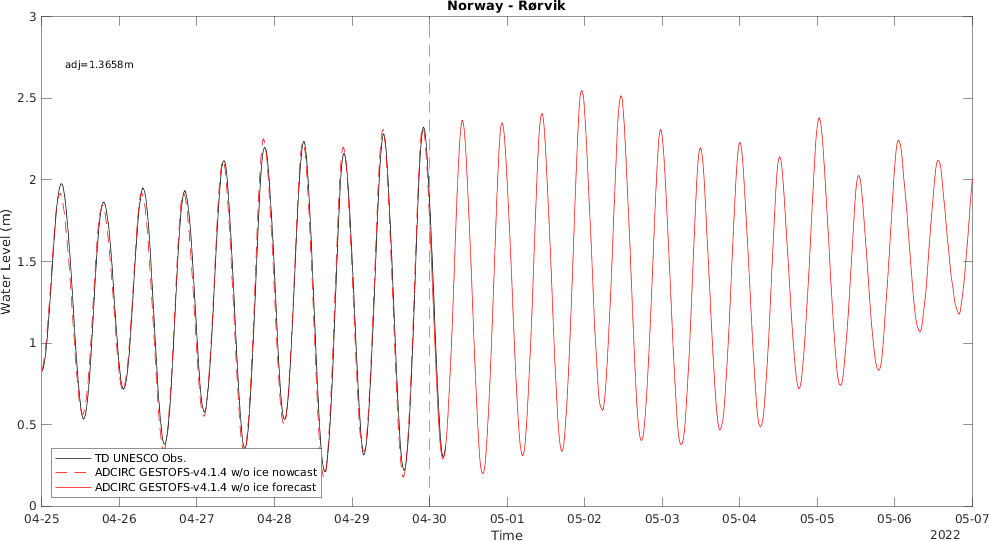 Norway - Rørvik
3
adj=1.3658m
2.5
2
1.5
Water Level (m)
1
0.5
TD UNESCO Obs.
ADCIRC GESTOFS-v4.1.4 w/o ice nowcast
ADCIRC GESTOFS-v4.1.4 w/o ice forecast
0
04-25 04-26 04-27 04-28 04-29 04-30 05-01 05-02 05-03 05-04 05-05 05-06 05-07
Time
2022